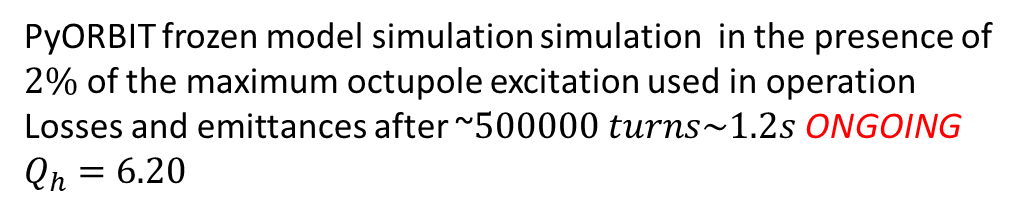 PyORBIT frozen model simulation simulation in the presence of
2% of the maximum octupole excitation used in operation
Losses and emittances after ~500000 turns~1.2s ONGOING
Qₕ = 6.20